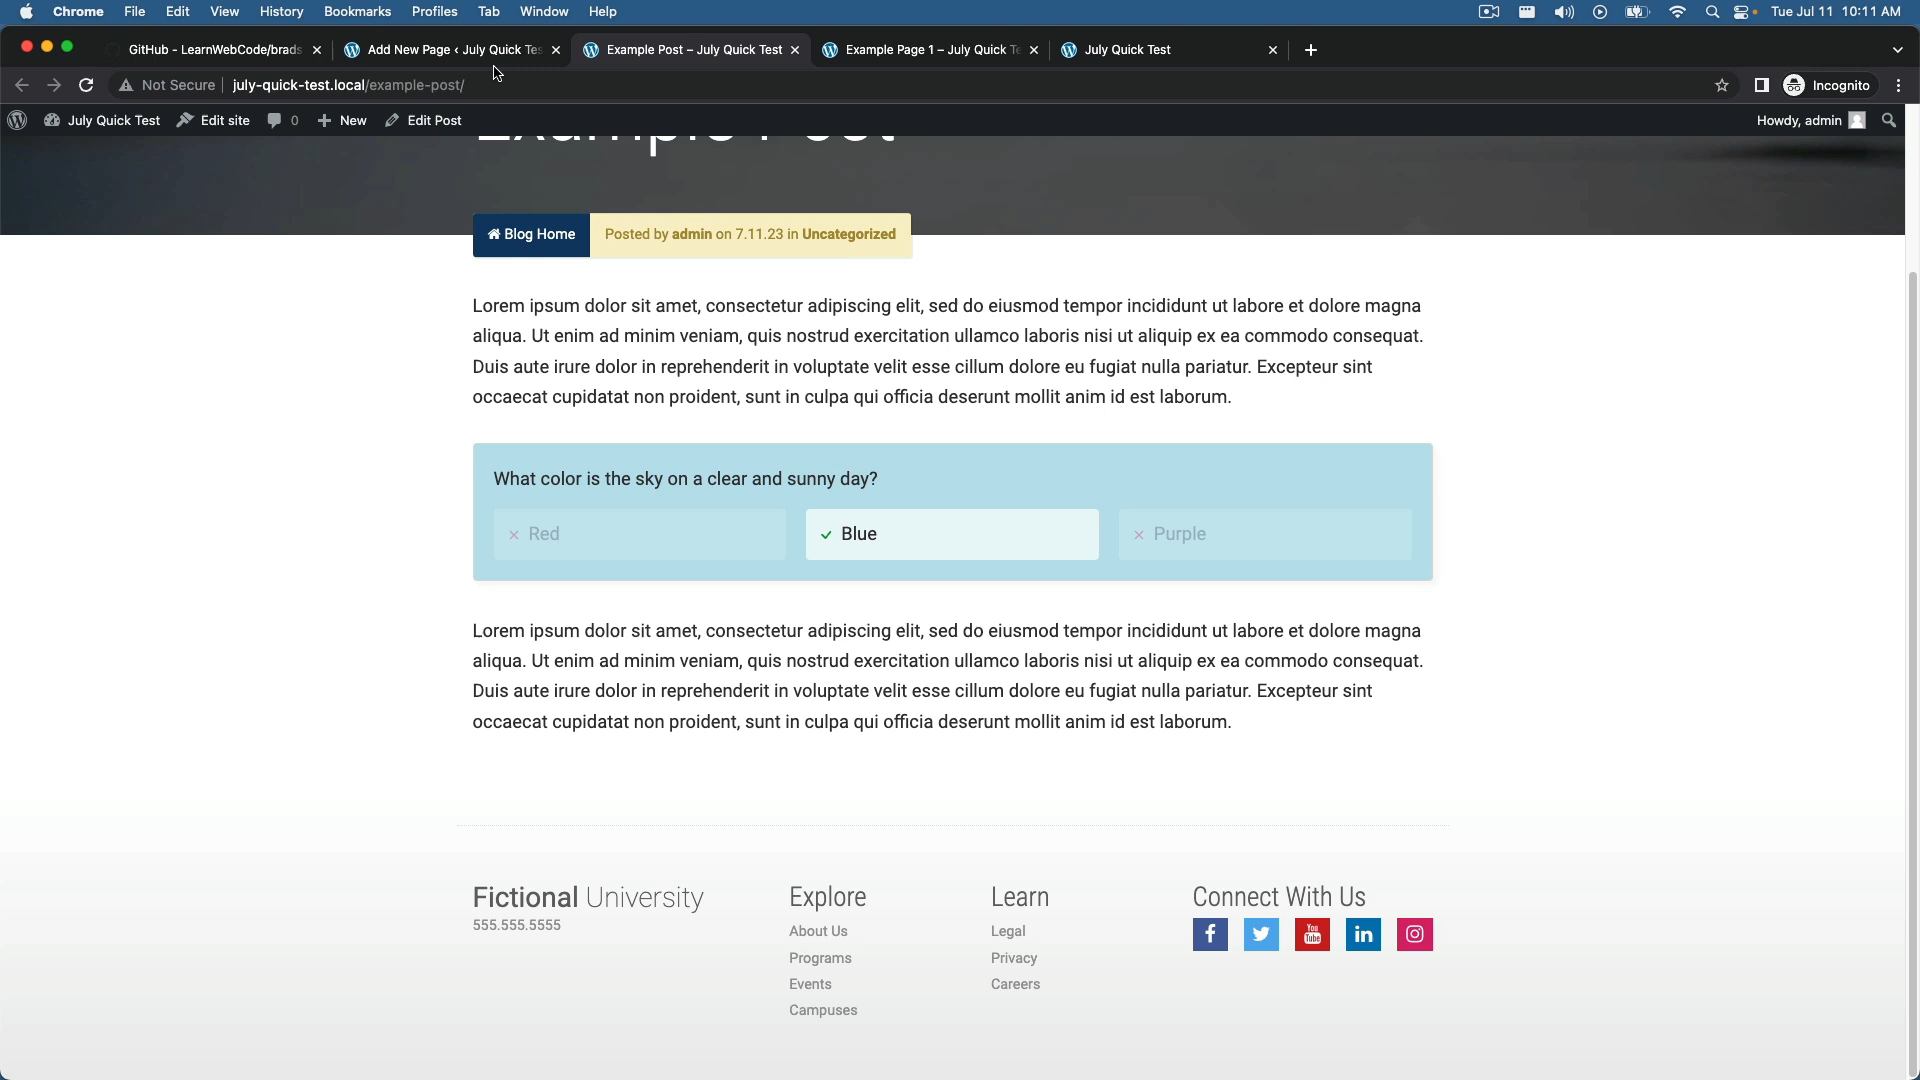 Chrome File Edit View History Bookmarks Profiles Tab Window Help Tue Jul 11 10:11 AM
GitHub - LearnWebCode/brads Add New Page ‹ July Quick Tes Example Post – July Quick Test Example Page 1 – July Quick Te July Quick Test
Not Secure july-quick-test.local/example-post/ Incognito
July Quick Test Edit site 0 New Edit Post Howdy, admin
Example Post
Blog Home Posted by admin on 7.11.23 in Uncategorized
Lorem ipsum dolor sit amet, consectetur adipiscing elit, sed do eiusmod tempor incididunt ut labore et dolore magna
aliqua. Ut enim ad minim veniam, quis nostrud exercitation ullamco laboris nisi ut aliquip ex ea commodo consequat.
Duis aute irure dolor in reprehenderit in voluptate velit esse cillum dolore eu fugiat nulla pariatur. Excepteur sint
occaecat cupidatat non proident, sunt in culpa qui officia deserunt mollit anim id est laborum.
What color is the sky on a clear and sunny day?
Red Blue Purple
Lorem ipsum dolor sit amet, consectetur adipiscing elit, sed do eiusmod tempor incididunt ut labore et dolore magna
aliqua. Ut enim ad minim veniam, quis nostrud exercitation ullamco laboris nisi ut aliquip ex ea commodo consequat.
Duis aute irure dolor in reprehenderit in voluptate velit esse cillum dolore eu fugiat nulla pariatur. Excepteur sint
occaecat cupidatat non proident, sunt in culpa qui officia deserunt mollit anim id est laborum.
Fictional University
555.555.5555
Explore
About Us
Programs
Events
Campuses
Learn
Legal
Privacy
Careers
Connect With Us
f You Tube in